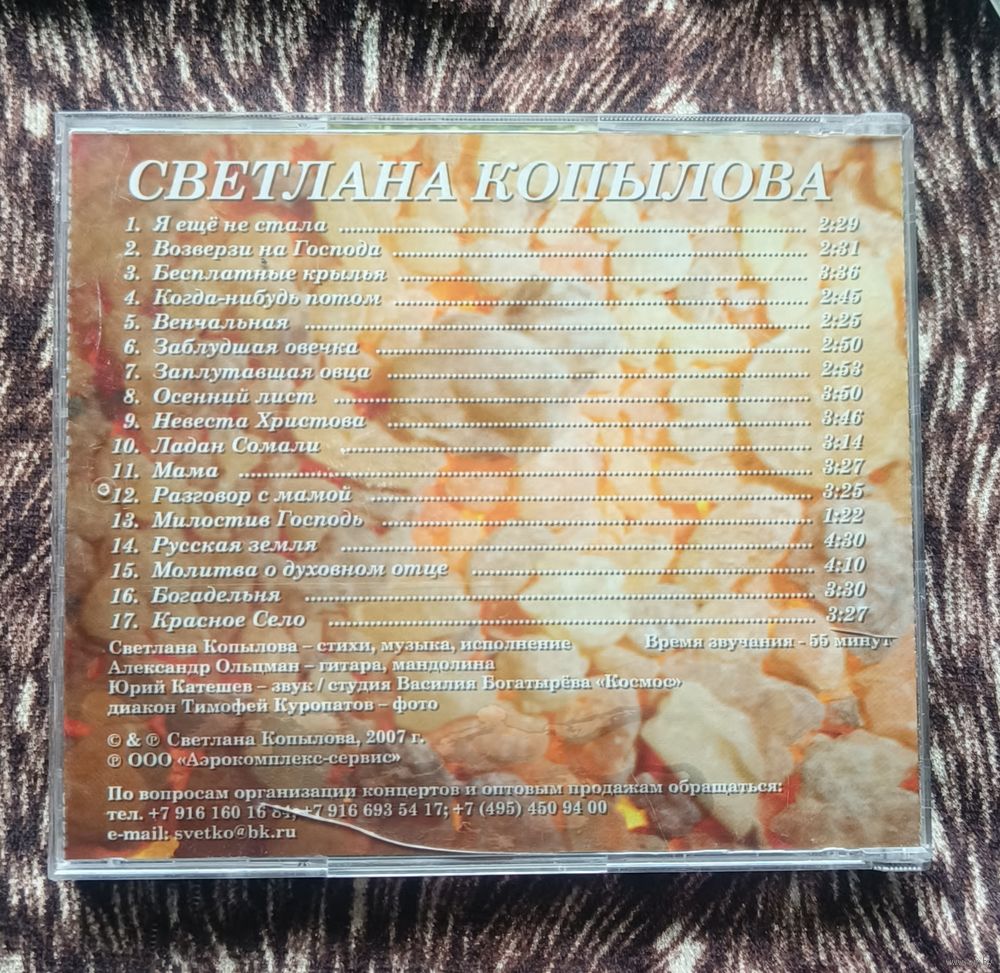 СВЕТЛАНА КОПЫЛОВА
1. Я ещё не стала 2:29
2. Возверзи на Господа 2:31
3. Бесплатные крылья 3:36
4. Когда-нибудь потом 2:45
5. Венчальная 2:25
6. Заблудшая овечка 2:50
7. Заплутавшая овца 2:53
8. Осенний лист 3:50
9. Невеста Христова 3:46
10. Ладан Сомали 3:14
11. Мама 3:27
12. Разговор с мамой 3:25
13. Милостив Господь 1:22
14. Русская земля 4:30
15. Молитва о духовном отце 4:10
16. Богадельня 3:30
17. Красное Село 3:27
Светлана Копылова – стихи, музыка, исполнение Время звучания - 55 минут
Александр Ольцман – гитара, мандолина
Юрий Катешев – звук / студия Василия Богатырёва «Космос»
диакон Тимофей Куропатов – фото
© & ℗ Светлана Копылова, 2007 г.
℗ ООО «Аэрокомплекс-сервис»
По вопросам организации концертов и оптовым продажам обращаться:
тел. +7 916 160 16 84; +7 916 693 54 17; +7 (495) 450 94 00
e-mail: svetko@bk.ru